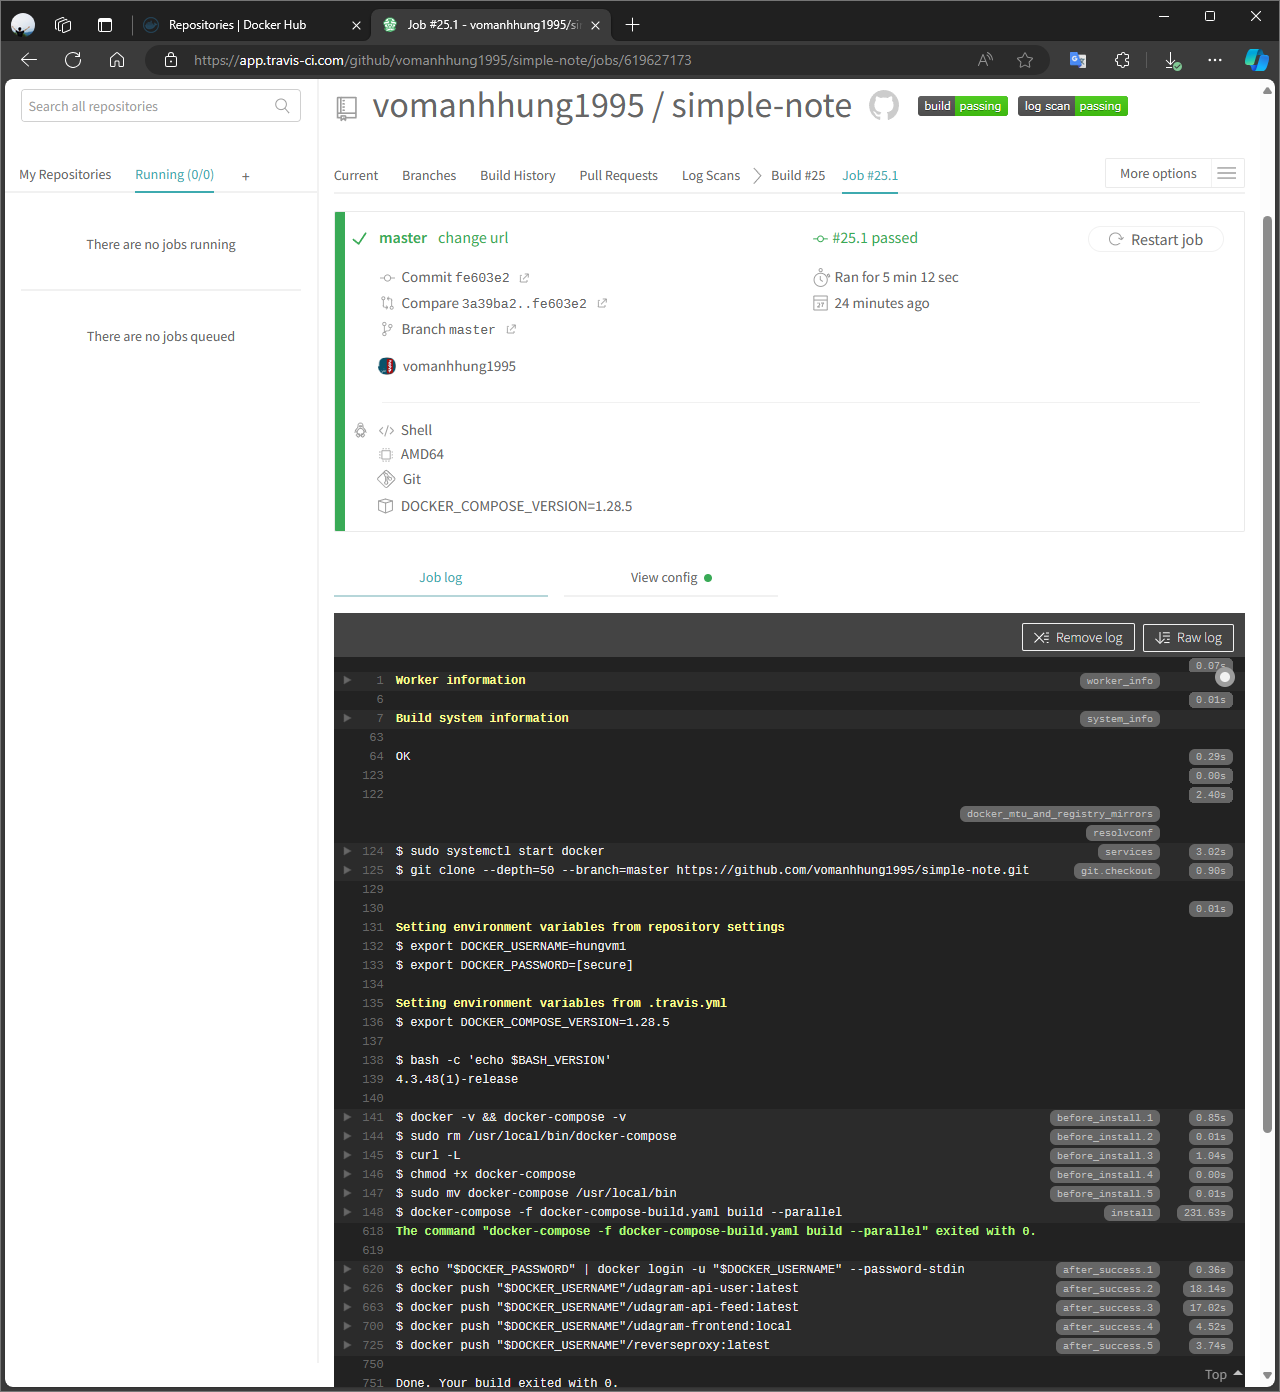 Repositories | Docker Hub
Job #25.1 - vomanhhung1995/si
https://app.travis-ci.com/github/vomanhhung1995/simple-note/jobs/619627173
Search all repositories
vomanhhung1995 / simple-note
build passing
log scan passing
My Repositories
Running (0/0)
+
Current
Branches
Build History
Pull Requests
Log Scans
Build #25
Job #25.1
More options
There are no jobs running
There are no jobs queued
master change url
#25.1 passed
Restart job
Commit fe603e2
Ran for 5 min 12 sec
Compare 3a39ba2..fe603e2
24 minutes ago
Branch master
vomanhhung1995
Shell
AMD64
Git
DOCKER_COMPOSE_VERSION=1.28.5
Job log
View config
Remove log
Raw log
0.07s
1 Worker information worker_info
6 0.01s
7 Build system information system_info
63
64 OK 0.29s
123 0.00s
122 2.40s
docker_mtu_and_registry_mirrors
resolvconf
124 $ sudo systemctl start docker services 3.02s
125 $ git clone --depth=50 --branch=master https://github.com/vomanhhung1995/simple-note.git git.checkout 0.90s
129
130 0.01s
131 Setting environment variables from repository settings
132 $ export DOCKER_USERNAME=hungvm1
133 $ export DOCKER_PASSWORD=[secure]
134
135 Setting environment variables from .travis.yml
136 $ export DOCKER_COMPOSE_VERSION=1.28.5
137
138 $ bash -c 'echo $BASH_VERSION'
139 4.3.48(1)-release
140
141 $ docker -v && docker-compose -v before_install.1 0.85s
144 $ sudo rm /usr/local/bin/docker-compose before_install.2 0.01s
145 $ curl -L before_install.3 1.04s
146 $ chmod +x docker-compose before_install.4 0.00s
147 $ sudo mv docker-compose /usr/local/bin before_install.5 0.01s
148 $ docker-compose -f docker-compose-build.yaml build --parallel install 231.63s
618 The command "docker-compose -f docker-compose-build.yaml build --parallel" exited with 0.
619
620 $ echo "$DOCKER_PASSWORD" | docker login -u "$DOCKER_USERNAME" --password-stdin after_success.1 0.36s
626 $ docker push "$DOCKER_USERNAME"/udagram-api-user:latest after_success.2 18.14s
663 $ docker push "$DOCKER_USERNAME"/udagram-api-feed:latest after_success.3 17.02s
700 $ docker push "$DOCKER_USERNAME"/udagram-frontend:local after_success.4 4.52s
725 $ docker push "$DOCKER_USERNAME"/reverseproxy:latest after_success.5 3.74s
750
751 Done. Your build exited with 0.
Top